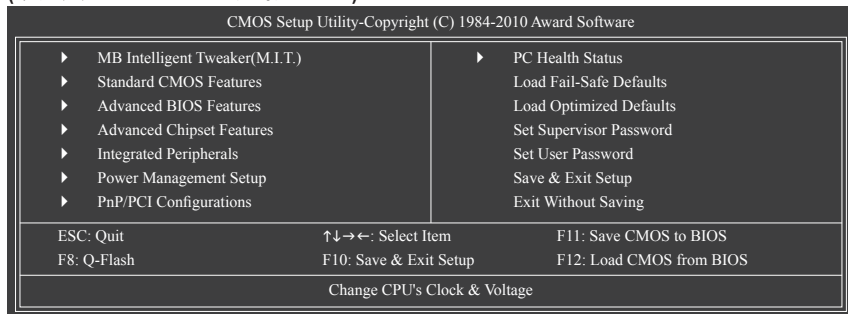 CMOS Setup Utility-Copyright (C) 1984-2010 Award Software
MB Intelligent Tweaker(M.I.T.)
Standard CMOS Features
Advanced BIOS Features
Advanced Chipset Features
Integrated Peripherals
Power Management Setup
PnP/PCI Configurations
PC Health Status
Load Fail-Safe Defaults
Load Optimized Defaults
Set Supervisor Password
Set User Password
Save & Exit Setup
Exit Without Saving
ESC: Quit ↑↓→←: Select Item F11: Save CMOS to BIOS
F8: Q-Flash F10: Save & Exit Setup F12: Load CMOS from BIOS
Change CPU's Clock & Voltage